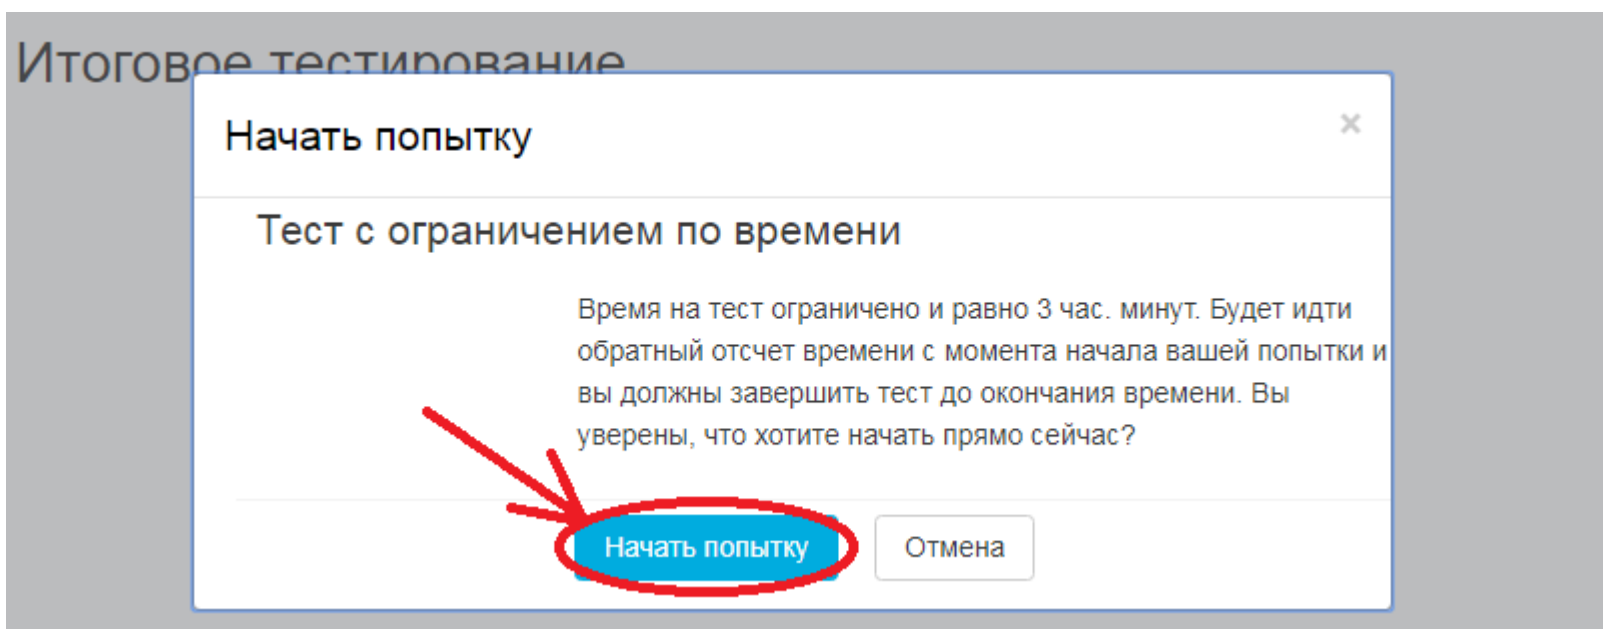 Итоговое тестирование
Начать попытку
×
Тест с ограничением по времени
Время на тест ограничено и равно 3 час. минут. Будет идти
обратный отсчет времени с момента начала вашей попытки и
вы должны завершить тест до окончания времени. Вы
уверены, что хотите начать прямо сейчас?
Начать попытку
Отмена